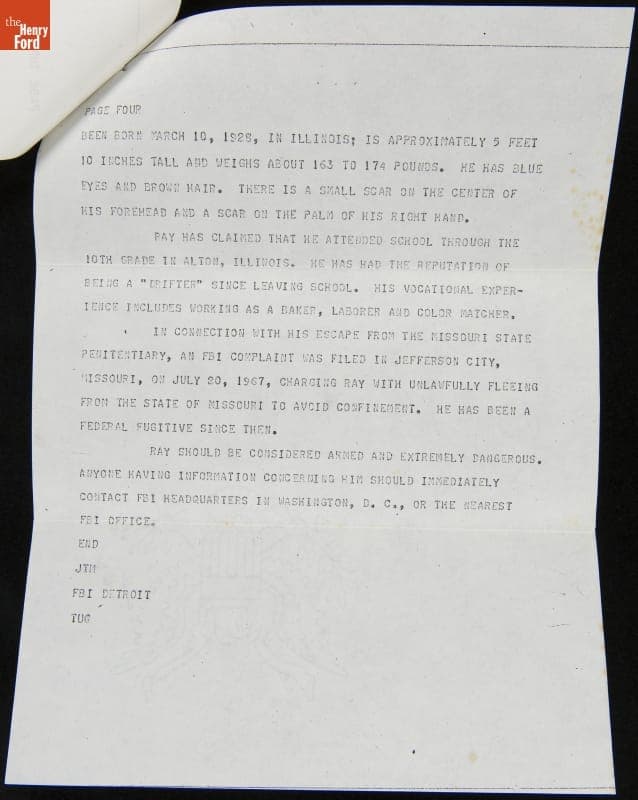 the
Henry
Ford
PAGE FOUR
BEEN BORN MARCH 10, 1928, IN ILLINOIS; IS APPROXIMATELY 5 FEET
10 INCHES TALL AND WEIGHS ABOUT 163 TO 174 POUNDS. HE HAS BLUE
EYES AND BROWN HAIR. THERE IS A SMALL SCAR ON THE CENTER OF
HIS FOREHEAD AND A SCAR ON THE PALM OF HIS RIGHT HAND.
RAY HAS CLAIMED THAT HE ATTENDED SCHOOL THROUGH THE
10TH GRADE IN ALTON, ILLINOIS. HE HAS HAD THE REPUTATION OF
BEING A "DRIFTER" SINCE LEAVING SCHOOL. HIS VOCATIONAL EXPER-
IENCE INCLUDES WORKING AS A BAKER, LABORER AND COLOR MATCHER.
IN CONNECTION WITH HIS ESCAPE FROM THE MISSOURI STATE
PENITENTIARY, AN FBI COMPLAINT WAS FILED IN JEFFERSON CITY,
MISSOURI, ON JULY 20, 1967, CHARGING RAY WITH UNLAWFULLY FLEEING
FROM THE STATE OF MISSOURI TO AVOID CONFINEMENT. HE HAS BEEN A
FEDERAL FUGITIVE SINCE THEN.
RAY SHOULD BE CONSIDERED ARMED AND EXTREMELY DANGEROUS.
ANYONE HAVING INFORMATION CONCERNING HIM SHOULD IMMEDIATELY
CONTACT FBI HEADQUARTERS IN WASHINGTON, D. C., OR THE NEAREST
FBI OFFICE.
END
JTM
FBI DETROIT
TUG